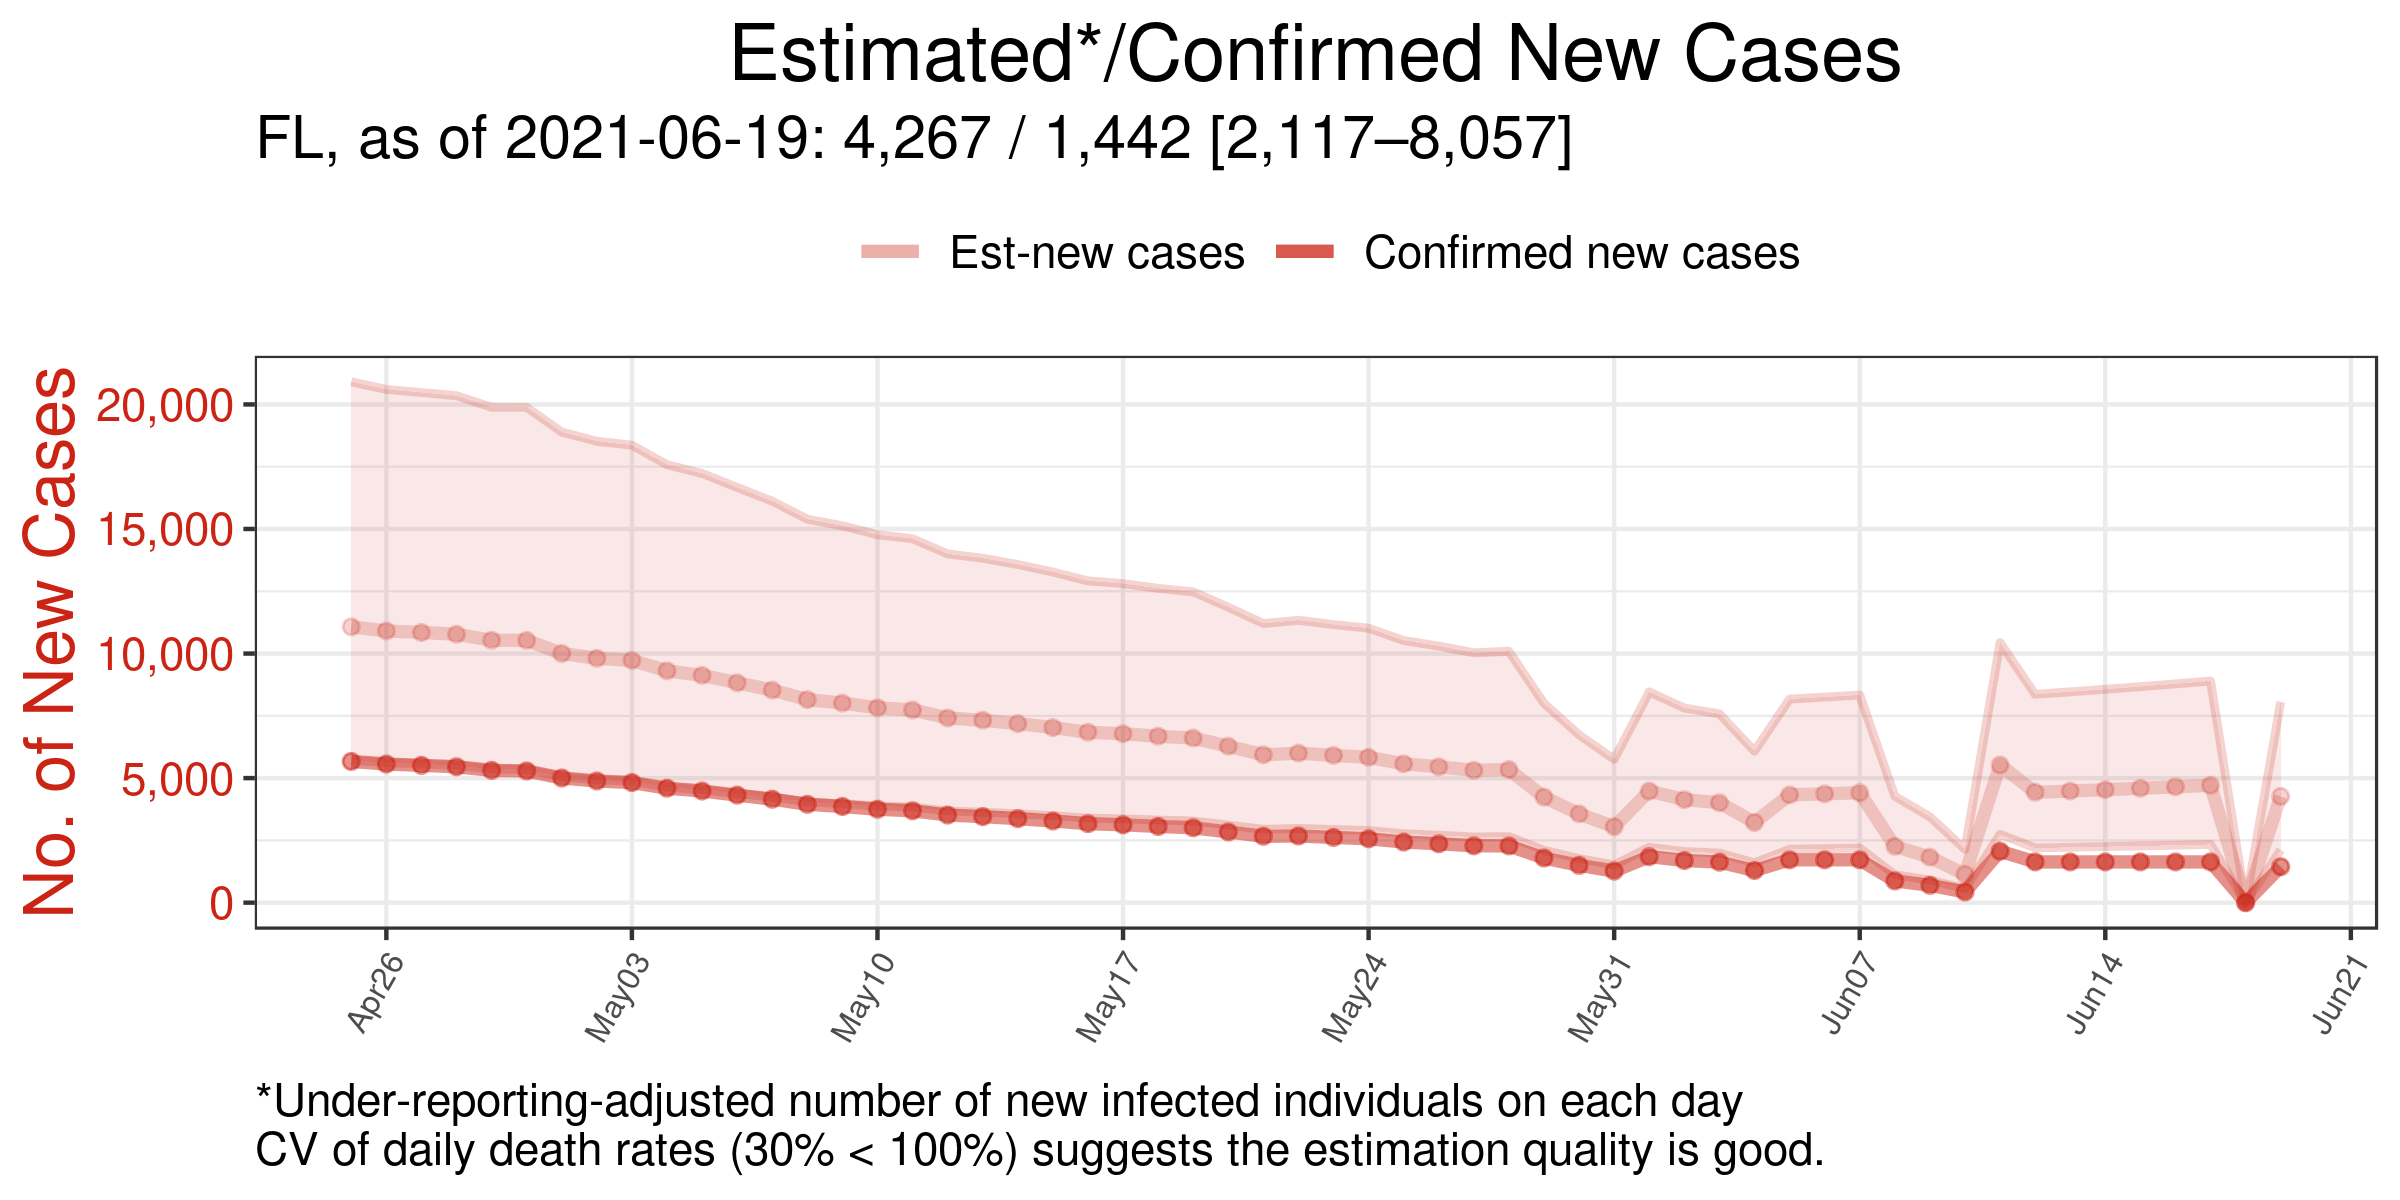 Estimated*/Confirmed New Cases
FL, as of 2021-06-19: 4,267 / 1,442 [2,117–8,057]
Est-new cases
Confirmed new cases
No. of New Cases
20,000
15,000
10,000
5,000
0
Apr26
May03
May10
May17
May24
May31
Jun07
Jun14
Jun21
*Under-reporting-adjusted number of new infected individuals on each day
CV of daily death rates (30% < 100%) suggests the estimation quality is good.